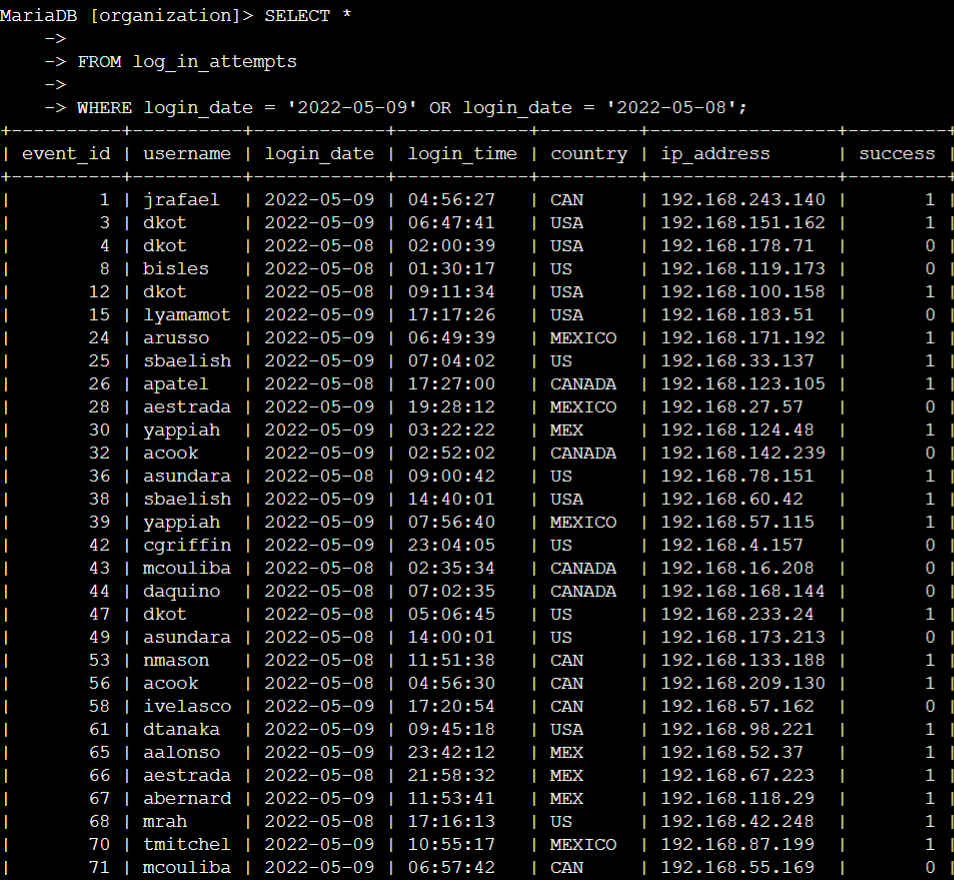 MariaDB [organization]> SELECT *
    ->
    -> FROM log_in_attempts
    ->
    -> WHERE login_date = '2022-05-09' OR login_date = '2022-05-08';
+----------+----------+------------+------------+---------+-----------------+---------+
| event_id | username | login_date | login_time | country | ip_address      | success |
+----------+----------+------------+------------+---------+-----------------+---------+
|        1 | jrafael  | 2022-05-09 | 04:56:27   | CAN     | 192.168.243.140 |       1 |
|        3 | dkot     | 2022-05-09 | 06:47:41   | USA     | 192.168.151.162 |       1 |
|        4 | dkot     | 2022-05-08 | 02:00:39   | USA     | 192.168.178.71  |       0 |
|        8 | bisles   | 2022-05-08 | 01:30:17   | US      | 192.168.119.173 |       0 |
|       12 | dkot     | 2022-05-08 | 09:11:34   | USA     | 192.168.100.158 |       1 |
|       15 | lyamamot | 2022-05-09 | 17:17:26   | USA     | 192.168.183.51  |       0 |
|       24 | arusso   | 2022-05-09 | 06:49:39   | MEXICO  | 192.168.171.192 |       1 |
|       25 | sbaelish | 2022-05-09 | 07:04:02   | US      | 192.168.33.137  |       1 |
|       26 | apatel   | 2022-05-08 | 17:27:00   | CANADA  | 192.168.123.105 |       1 |
|       28 | aestrada | 2022-05-09 | 19:28:12   | MEXICO  | 192.168.27.57   |       0 |
|       30 | yappiah  | 2022-05-09 | 03:22:22   | MEX     | 192.168.124.48  |       1 |
|       32 | acook    | 2022-05-09 | 02:52:02   | CANADA  | 192.168.142.239 |       0 |
|       36 | asundara | 2022-05-08 | 09:00:42   | US      | 192.168.78.151  |       1 |
|       38 | sbaelish | 2022-05-09 | 14:40:01   | USA     | 192.168.60.42   |       1 |
|       39 | yappiah  | 2022-05-09 | 07:56:40   | MEXICO  | 192.168.57.115  |       1 |
|       42 | cgriffin | 2022-05-09 | 23:04:05   | US      | 192.168.4.157   |       0 |
|       43 | mcouliba | 2022-05-08 | 02:35:34   | CANADA  | 192.168.16.208  |       0 |
|       44 | daquino  | 2022-05-08 | 07:02:35   | CANADA  | 192.168.168.144 |       0 |
|       47 | dkot     | 2022-05-08 | 05:06:45   | US      | 192.168.233.24  |       1 |
|       49 | asundara | 2022-05-08 | 14:00:01   | US      | 192.168.173.213 |       0 |
|       53 | nmason   | 2022-05-08 | 11:51:38   | CAN     | 192.168.133.188 |       1 |
|       56 | acook    | 2022-05-08 | 04:56:30   | CAN     | 192.168.209.130 |       1 |
|       58 | ivelasco | 2022-05-09 | 17:20:54   | CAN     | 192.168.57.162  |       0 |
|       61 | dtanaka  | 2022-05-09 | 09:45:18   | USA     | 192.168.98.221  |       1 |
|       65 | aalonso  | 2022-05-09 | 23:42:12   | MEX     | 192.168.52.37   |       1 |
|       66 | aestrada | 2022-05-08 | 21:58:32   | MEX     | 192.168.67.223  |       1 |
|       67 | abernard | 2022-05-09 | 11:53:41   | MEX     | 192.168.118.29  |       1 |
|       68 | mrah     | 2022-05-08 | 17:16:13   | US      | 192.168.42.248  |       1 |
|       70 | tmitchel | 2022-05-09 | 10:55:17   | MEXICO  | 192.168.87.199  |       1 |
|       71 | mcouliba | 2022-05-09 | 06:57:42   | CAN     | 192.168.55.169  |       0 |